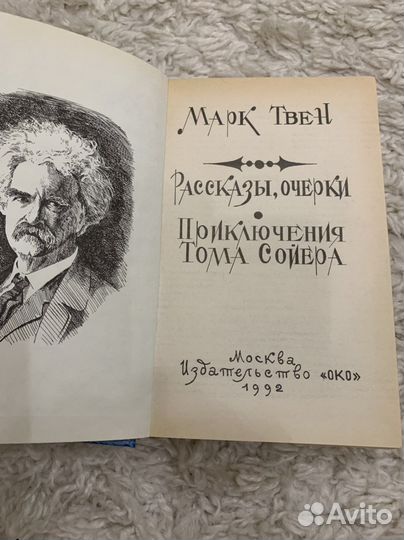 Марк Твен
Рассказы, очерки
Приключения
Тома Сойера
Москва
Издательство «ОКО»
1992
Avito